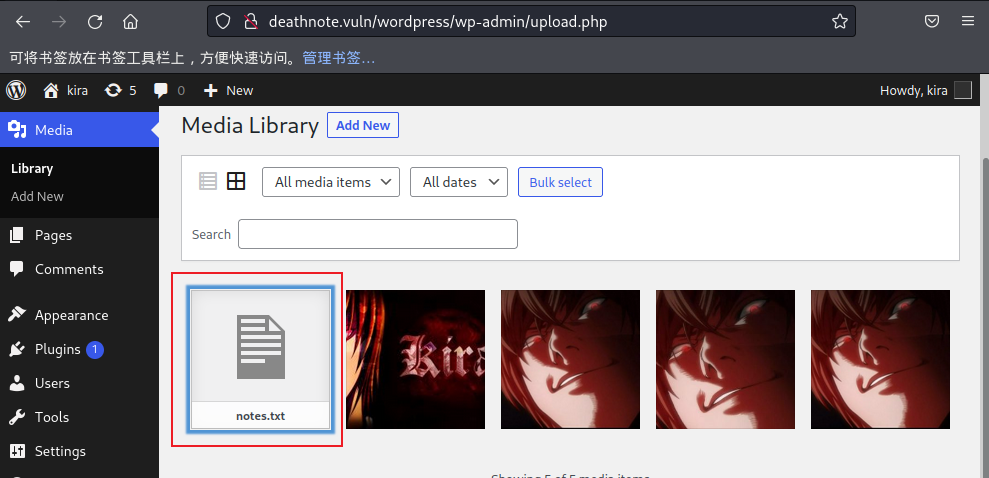 deathnote.vuln/wordpress/wp-admin/upload.php
可将书签放在书签工具栏上，方便快速访问。管理书签…
kira 5 0 New Howdy, kira
Media
Library
Add New
Pages
Comments
Appearance
Plugins 1
Users
Tools
Settings
Media Library Add New
All media items All dates Bulk select
Search
notes.txt
Kira
Showing 5 of 5 media items